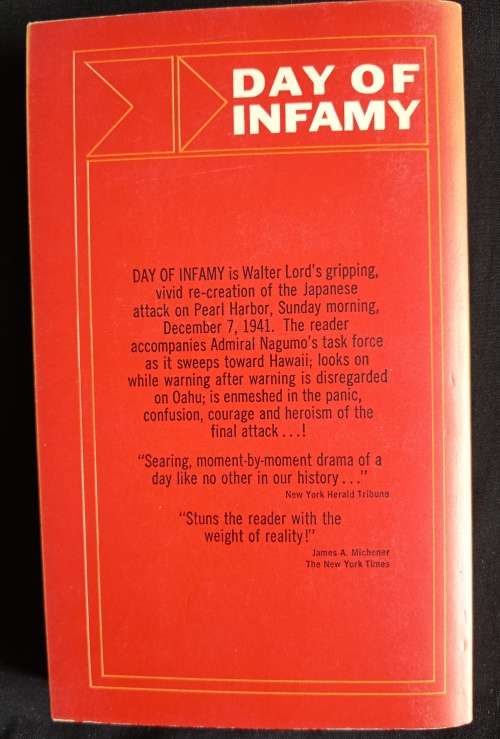 DAY OF
INFAMY
DAY OF INFAMY is Walter Lord's gripping,
vivid re-creation of the Japanese
attack on Pearl Harbor, Sunday morning,
December 7, 1941. The reader
accompanies Admiral Nagumo's task force
as it sweeps toward Hawaii; looks on
while warning after warning is disregarded
on Oahu; is enmeshed in the panic,
confusion, courage and heroism of the
final attack...!
"Searing, moment-by-moment drama of a
day like no other in our history..."
New York Herald Tribune
"Stuns the reader with the
weight of reality!"
James A. Michener
The New York Times